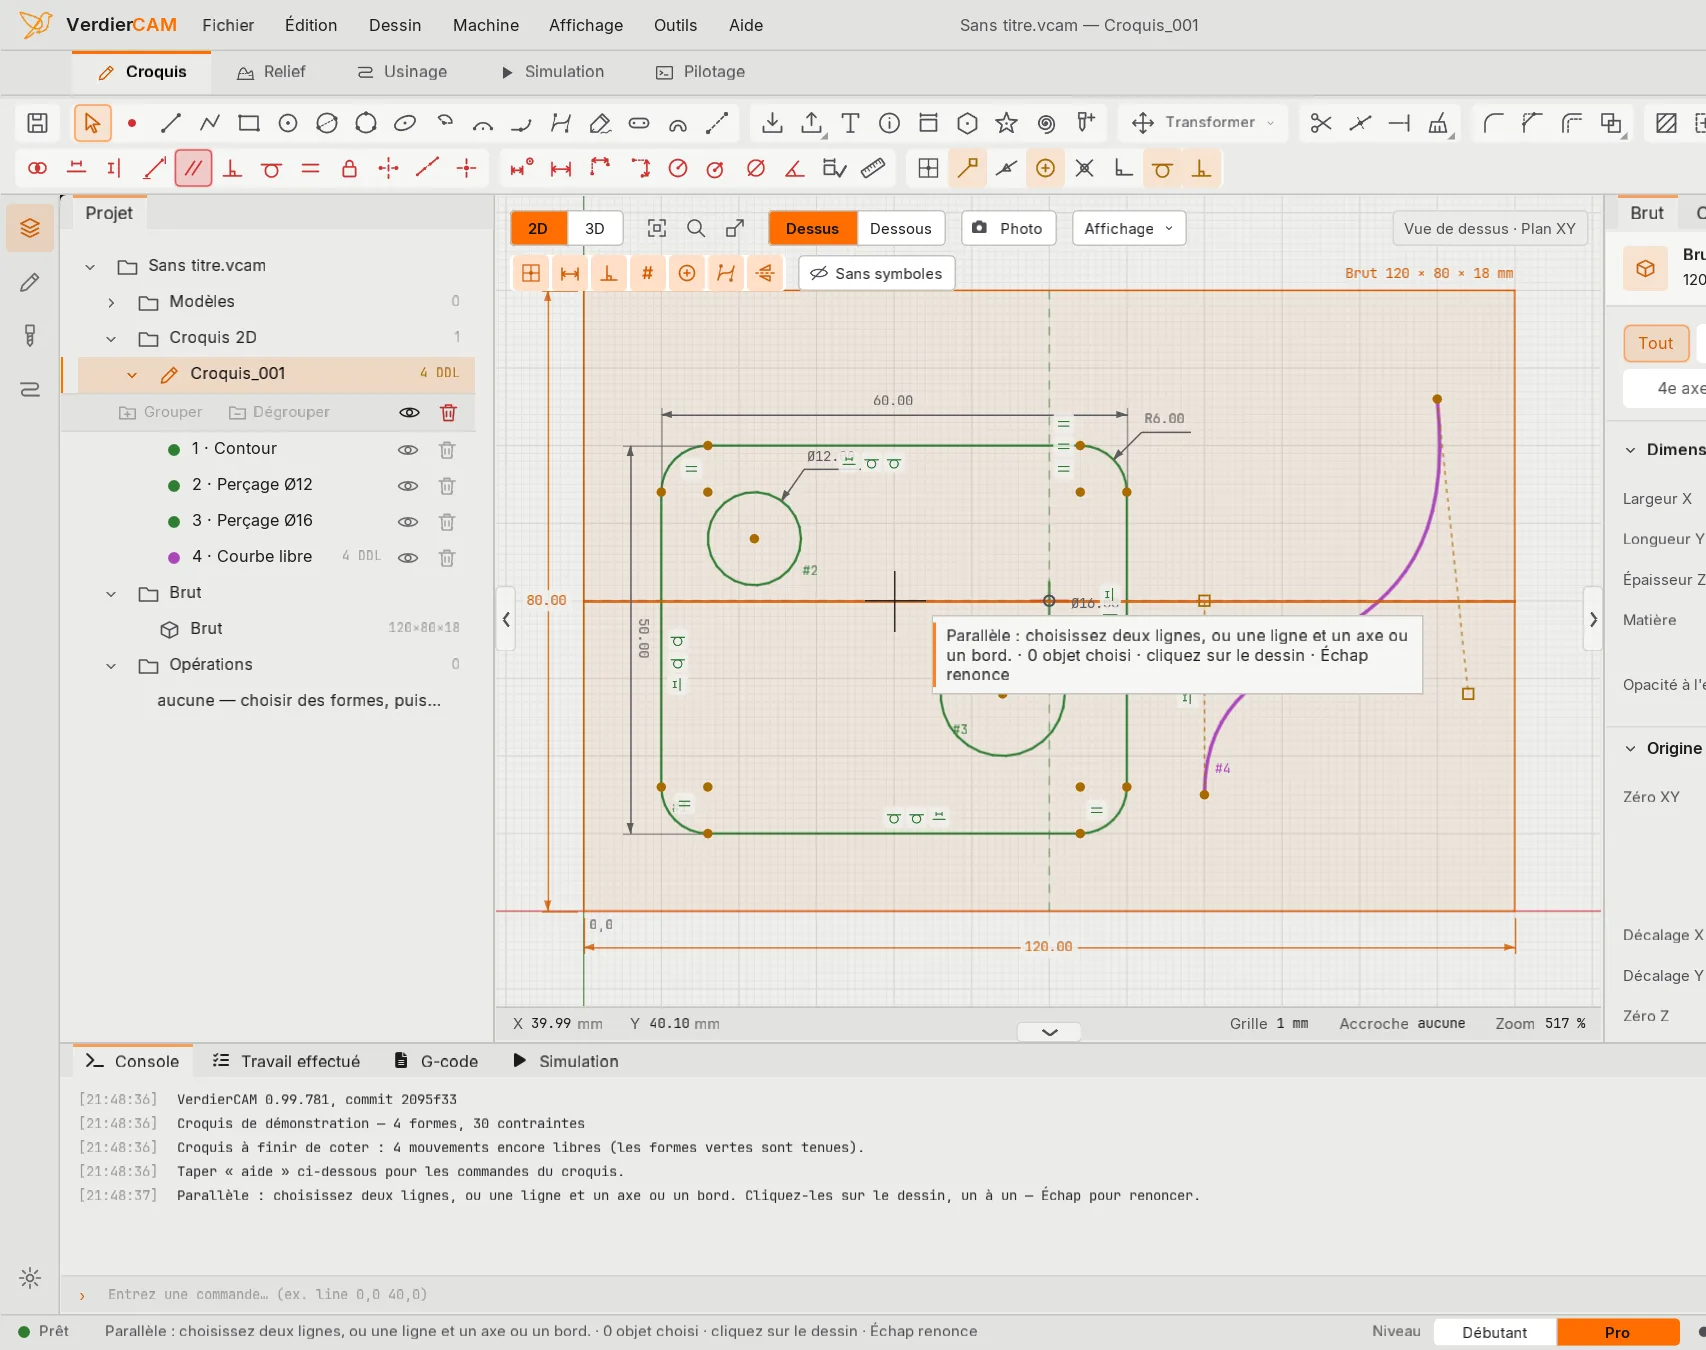 VerdierCAM Fichier Édition Dessin Machine Affichage Outils Aide Sans titre.vcam — Croquis_001
Croquis Relief Usinage Simulation Pilotage
Transformer
Projet
2D 3D Dessus Dessous Photo Affichage Vue de dessus · Plan XY
Sans symboles
Brut 120 × 80 × 18 mm
Sans titre.vcam
Modèles 0
Croquis 2D 1
Croquis_001 4 DDL
Grouper Dégrouper
1 · Contour
2 · Perçage Ø12
3 · Perçage Ø16
4 · Courbe libre 4 DDL
Brut
Brut 120×80×18
Opérations 0
aucune — choisir des formes, puis…
60.00
R6.00
Ø12.
#2
80.00
Ø16.
50.00
Parallèle : choisissez deux lignes, ou une ligne et un axe ou
un bord. · 0 objet choisi · cliquez sur le dessin · Échap
renonce
#3
#4
0,0
120.00
X 39.99 mm Y 40.10 mm Grille 1 mm Accroche aucune Zoom 517 %
Brut
Bru
120
Tout
4e axe
Dimens
Largeur X
Longueur Y
Épaisseur Z
Matière
Opacité à l'é
Origine
Zéro XY
Décalage X
Décalage Y
Zéro Z
Console Travail effectué G-code Simulation
[21:48:36] VerdierCAM 0.99.781, commit 2095f33
[21:48:36] Croquis de démonstration — 4 formes, 30 contraintes
[21:48:36] Croquis à finir de coter : 4 mouvements encore libres (les formes vertes sont tenues).
[21:48:36] Taper « aide » ci-dessous pour les commandes du croquis.
[21:48:37] Parallèle : choisissez deux lignes, ou une ligne et un axe ou un bord. Cliquez-les sur le dessin, un à un — Échap pour renoncer.
› Entrez une commande… (ex. line 0,0 40,0)
Prêt Parallèle : choisissez deux lignes, ou une ligne et un axe ou un bord. · 0 objet choisi · cliquez sur le dessin · Échap renonce Niveau Débutant Pro